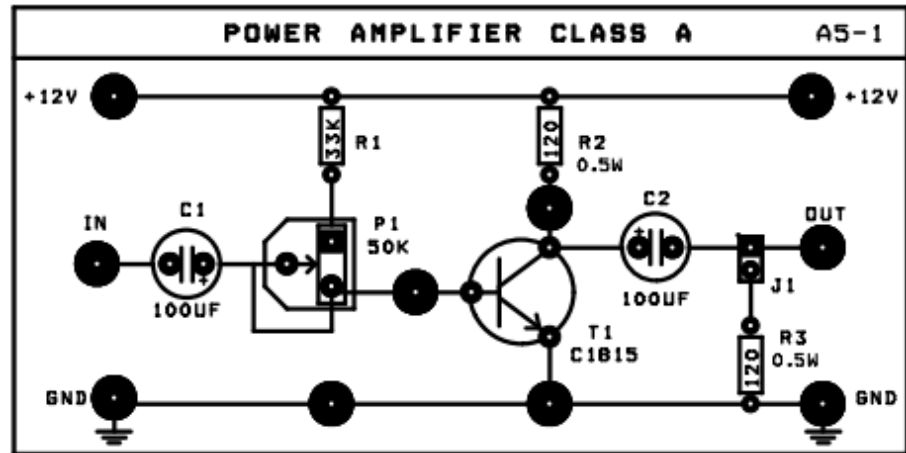 POWER AMPLIFIER CLASS A A5-1
+12V +12V
33K R1
120 R2
0.5W
C1
IN
P1
50K
C2
OUT
100UF
100UF
J1
T1
C1815
R3
120 0.5W
GND GND